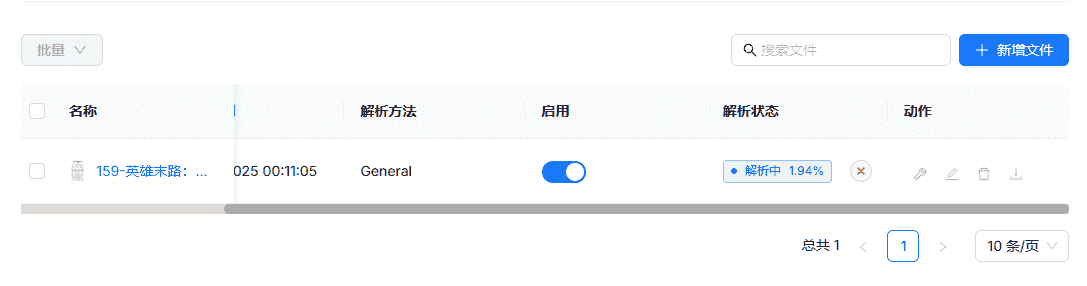 批量
搜索文件
新增文件
名称 解析方法 启用 解析状态 动作
159-英雄末路：... 025 00:11:05 General 解析中 1.94%
总共 1 1 10 条/页